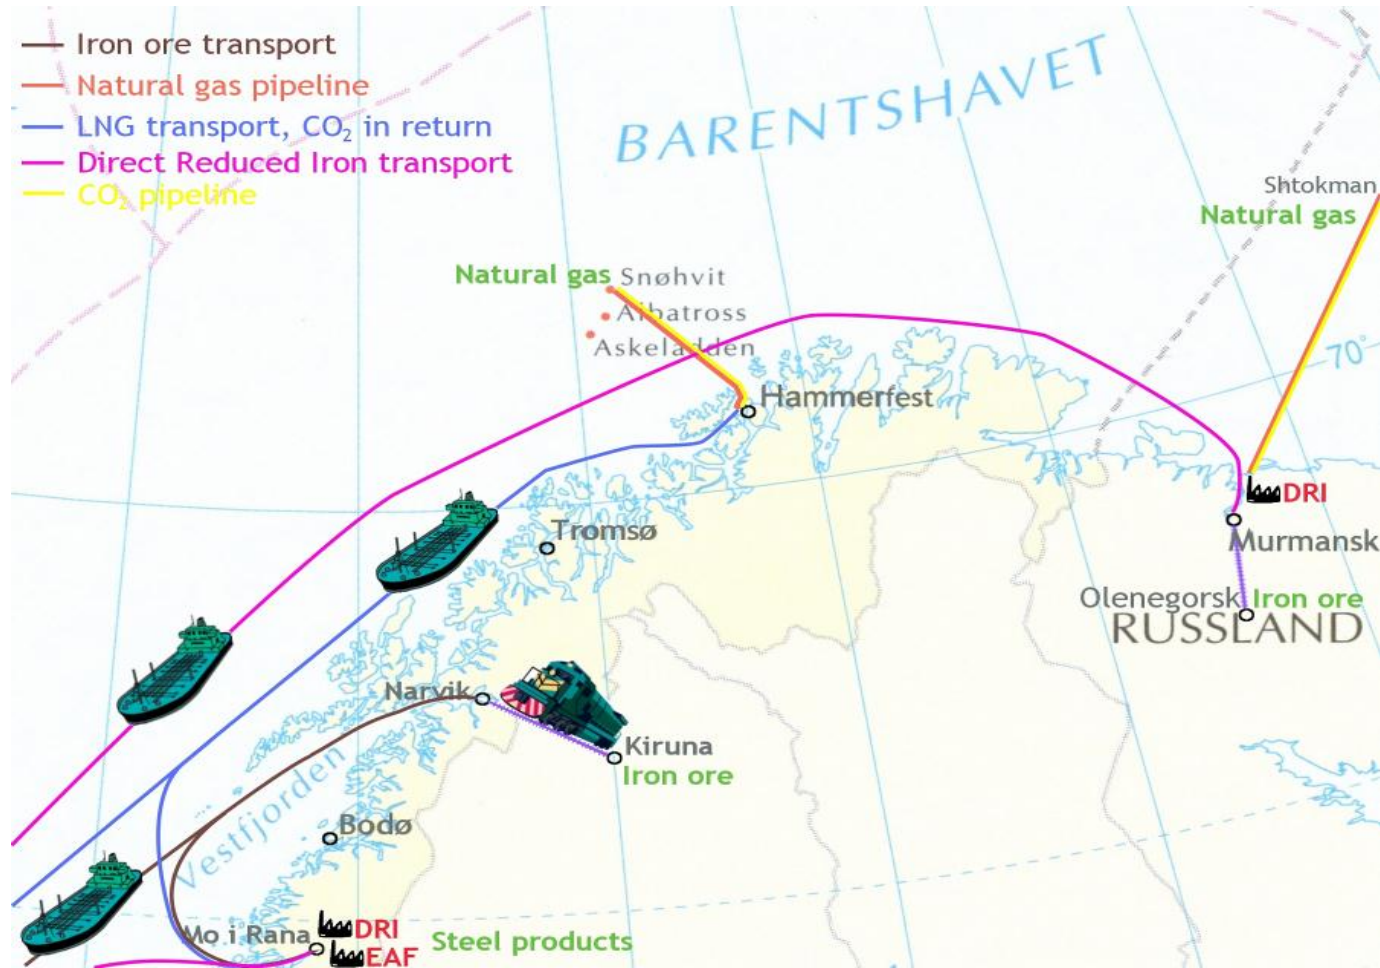 Iron ore transport
Natural gas pipeline
LNG transport, CO₂ in return
Direct Reduced Iron transport
CO₂ pipeline
BARENTSHAVET
Shtokman
Natural gas
Natural gas Snøhvit
Albatross
Askeladden
70°
Hammerfest
DRI
Tromsø
Murmansk
Olenegorsk Iron ore
RUSSLAND
Narvik
Kiruna
Iron ore
Vestfjorden
Bodø
Mo i Rana
DRI
EAF
Steel products